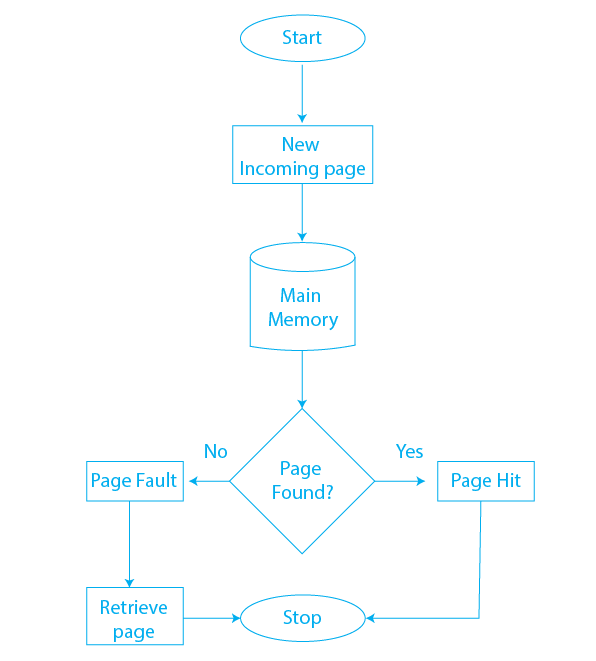 Start
New
Incoming page
Main
Memory
No
Yes
Page Fault
Page
Found?
Page Hit
Retrieve
page
Stop